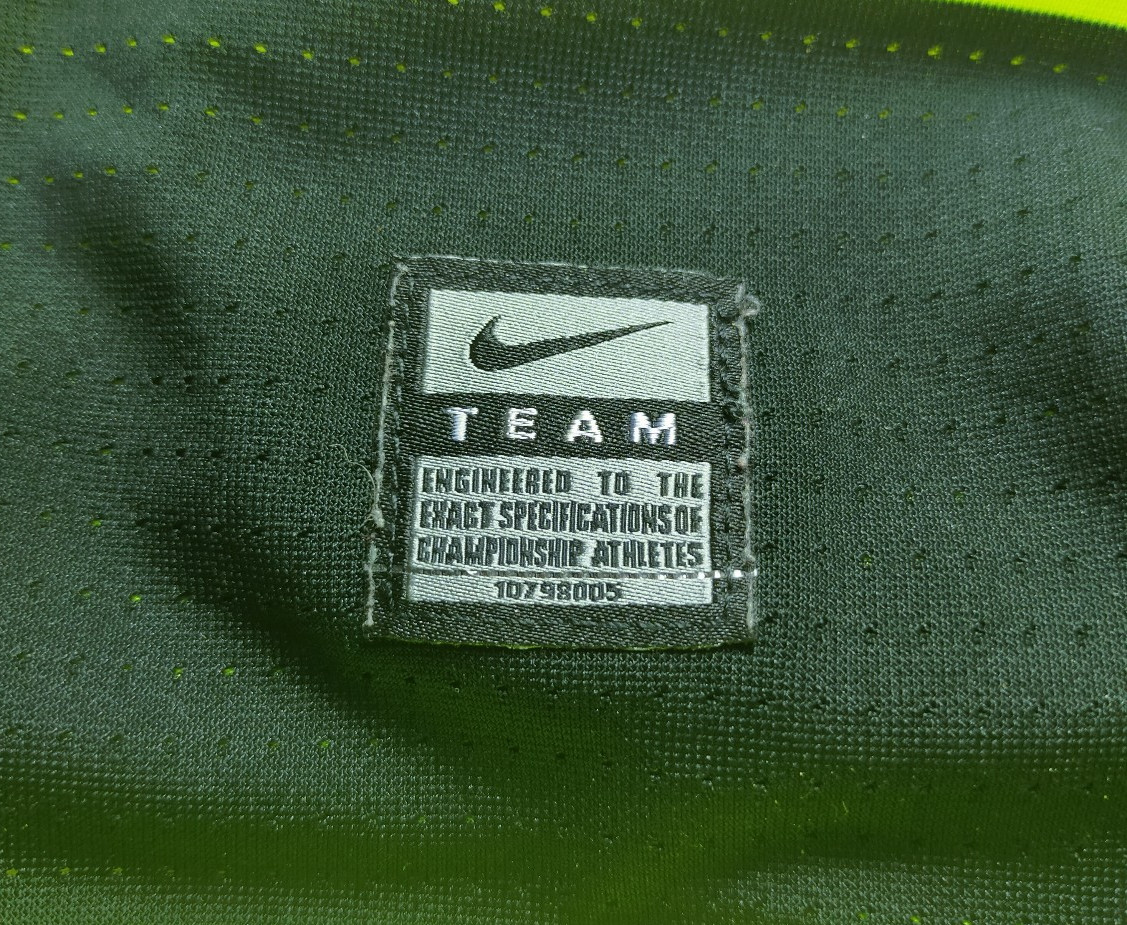 TEAM
ENGINEERED TO THE
EXACT SPECIFICATIONS OF
CHAMPIONSHIP ATHLETES
10798005